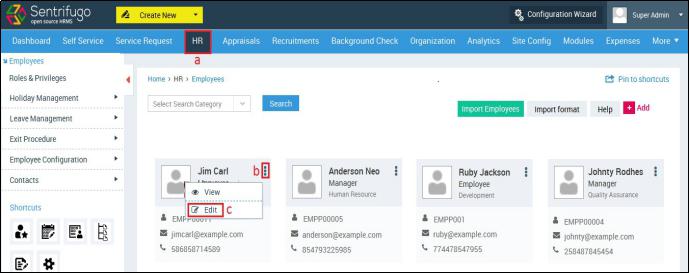 Sentrifugo
open source HRMS
Create New
Configuration Wizard
Super Admin
Dashboard Self Service Service Request HR Appraisals Recruitments Background Check Organization Analytics Site Config Modules Expenses More
a
Employees
Roles & Privileges
Holiday Management
Leave Management
Exit Procedure
Employee Configuration
Contacts
Shortcuts
Home > HR > Employees
Pin to shortcuts
Select Search Category
Search
Import Employees
Import format
Help
+ Add
Jim Carl
b
View
Edit
c
jimcarl@example.com
586858714589
Anderson Neo
Manager
Human Resource
EMPP00005
anderson@example.com
854793225985
Ruby Jackson
Employee
Development
EMPP001
ruby@example.com
774478547955
Johnty Rodhes
Manager
Quality Assurance
EMPP00004
johnty@example.com
258487845454